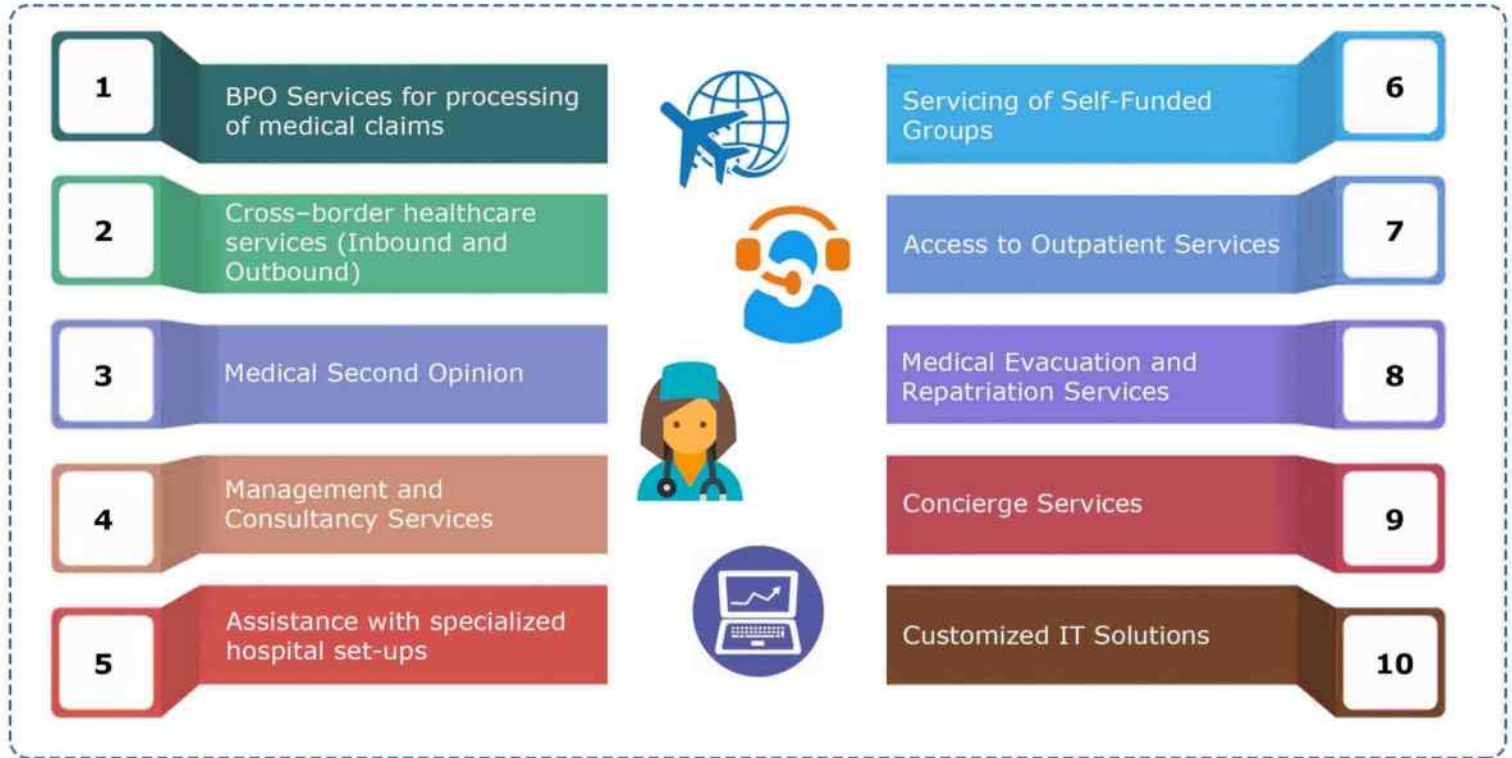 1
BPO Services for processing
of medical claims
2
Cross–border healthcare
services (Inbound and
Outbound)
3
Medical Second Opinion
4
Management and
Consultancy Services
5
Assistance with specialized
hospital set-ups
6
Servicing of Self-Funded
Groups
7
Access to Outpatient Services
8
Medical Evacuation and
Repatriation Services
9
Concierge Services
10
Customized IT Solutions